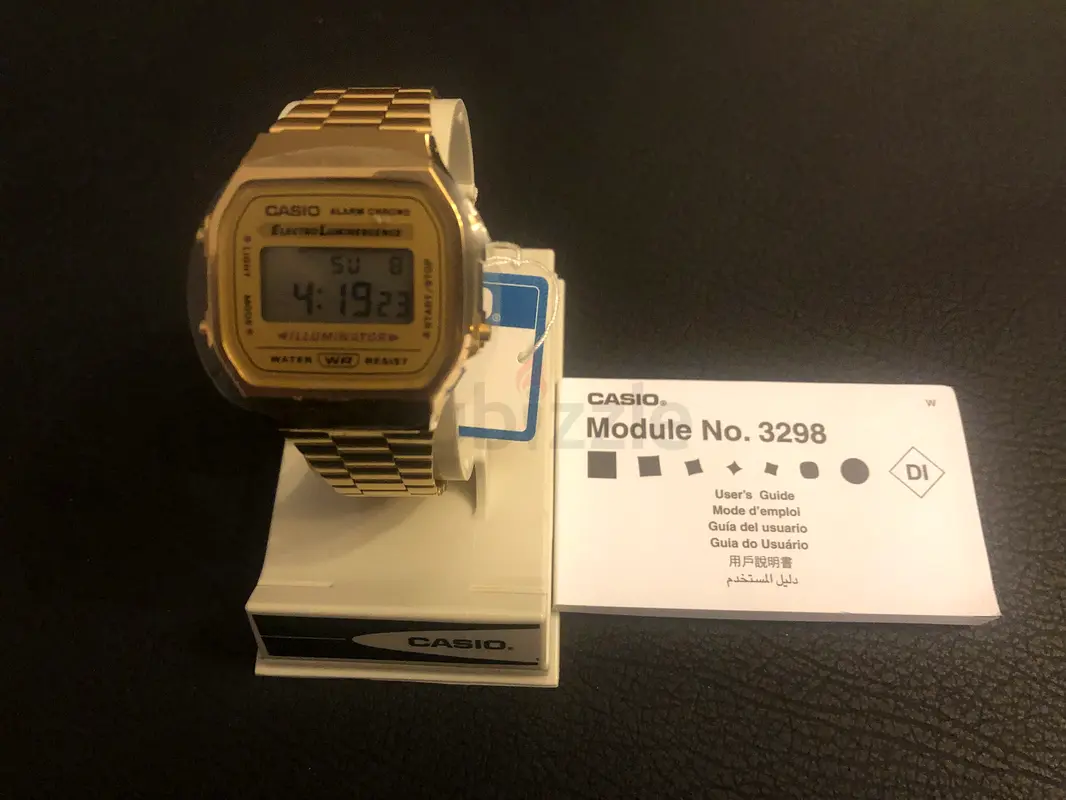 CASIO ALARM CHRONO
ELECTRO LUMINESCENCE
LIGHT
SU 8
4:19 23
MODE
START/STOP
ILLUMINATOR
WATER WR RESIST
dubizzle
CASIO®
W
Module No. 3298
DI
User's Guide
Mode d'emploi
Guía del usuario
Guia do Usuário
用戶說明書
دليل المستخدم
CASIO.